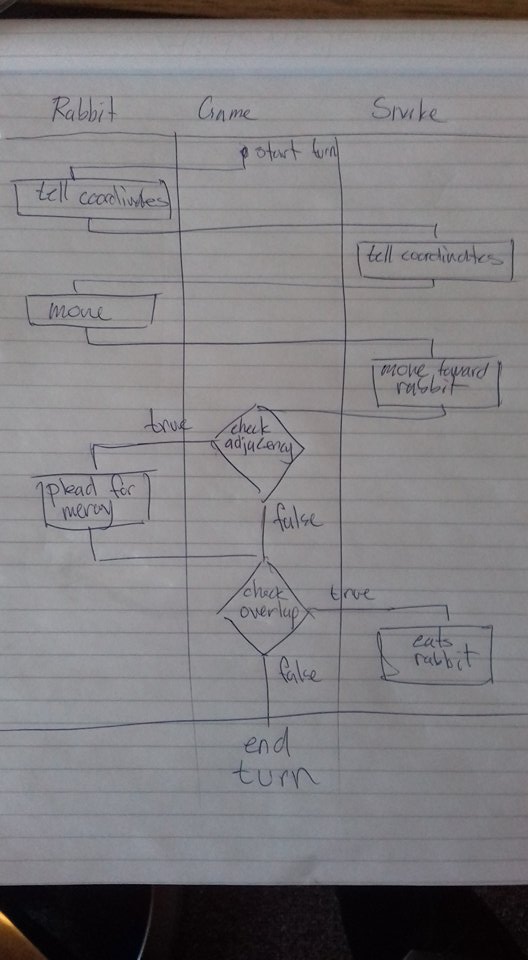 Rabbit Game Snake
start turn
tell coordinates
tell coordinates
move
move toward
rabbit
true
check
adjacency
plead for
mercy
false
check
overlap
true
eats
rabbit
false
end
turn